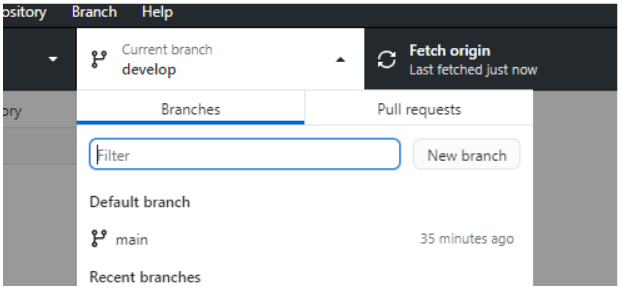 ository Branch Help
Current branch
develop
Fetch origin
Last fetched just now
ory
Branches Pull requests
Filter New branch
Default branch
main 35 minutes ago
Recent branches